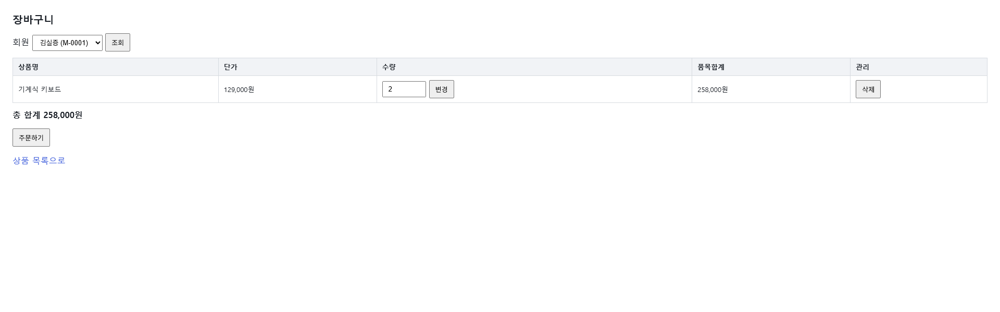 장바구니
회원 김실증 (M-0001) 조회
상품명 단가 수량 품목합계 관리
기계식 키보드 129,000원 2 변경 258,000원 삭제
총 합계 258,000원
주문하기
상품 목록으로